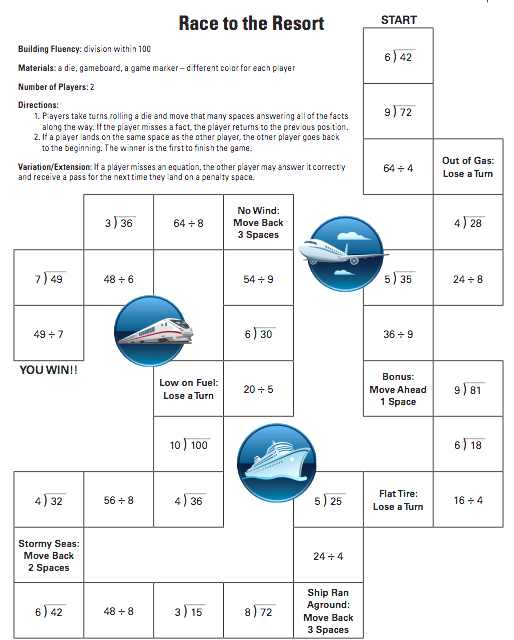 Race to the Resort
Building Fluency: division within 100
Materials: a die, gameboard, a game marker – different color for each player
Number of Players: 2
Directions:
1. Players take turns rolling a die and move that many spaces answering all of the facts
along the way. If the player misses a fact, the player returns to the previous position.
2. If a player lands on the same space as the other player, the other player goes back
to the beginning. The winner is the first to finish the game.
Variation/Extension: If a player misses an equation, the other player may answer it correctly
and receive a pass for the next time they land on a penalty space.
START
6)42
9)72
64 ÷ 4
Out of Gas:
Lose a Turn
3)36
64 ÷ 8
No Wind:
Move Back
3 Spaces
4)28
7)49
48 ÷ 6
54 ÷ 9
5)35
24 ÷ 8
49 ÷ 7
6)30
36 ÷ 9
YOU WIN!!
Low on Fuel:
Lose a Turn
20 ÷ 5
Bonus:
Move Ahead
1 Space
9)81
10)100
6)18
4)32
56 ÷ 8
4)36
5)25
Flat Tire:
Lose a Turn
16 ÷ 4
Stormy Seas:
Move Back
2 Spaces
24 ÷ 4
6)42
48 ÷ 8
3)15
8)72
Ship Ran
Aground:
Move Back
3 Spaces